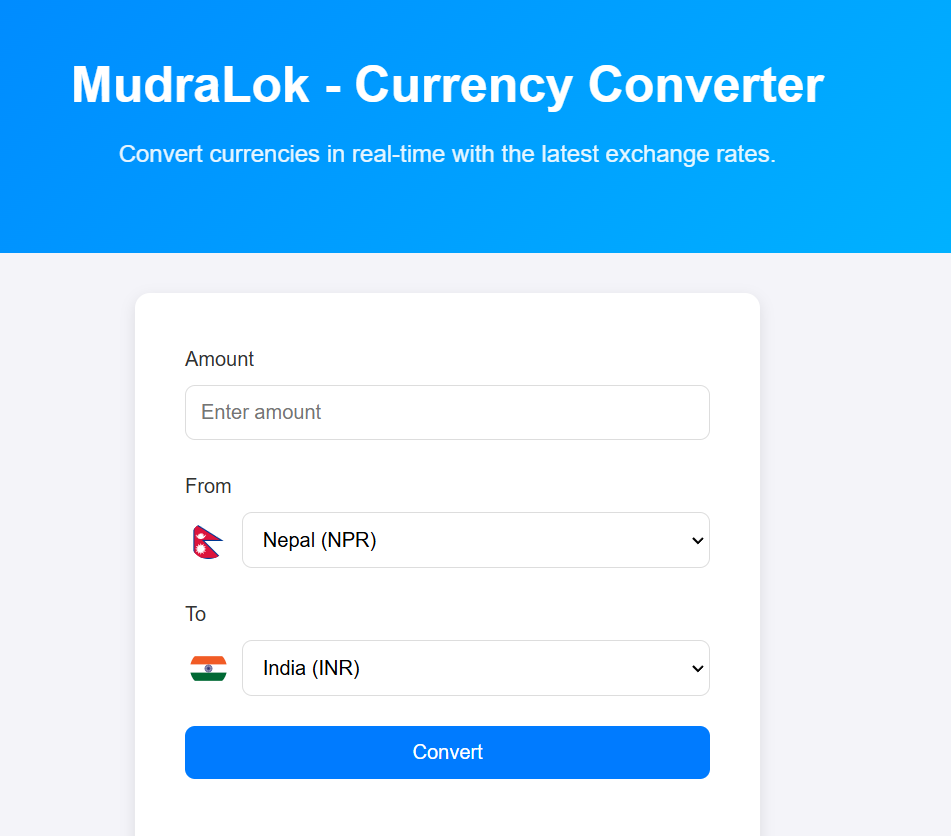 MudraLok - Currency Converter
Convert currencies in real-time with the latest exchange rates.
Amount
Enter amount
From
Nepal (NPR)
To
India (INR)
Convert